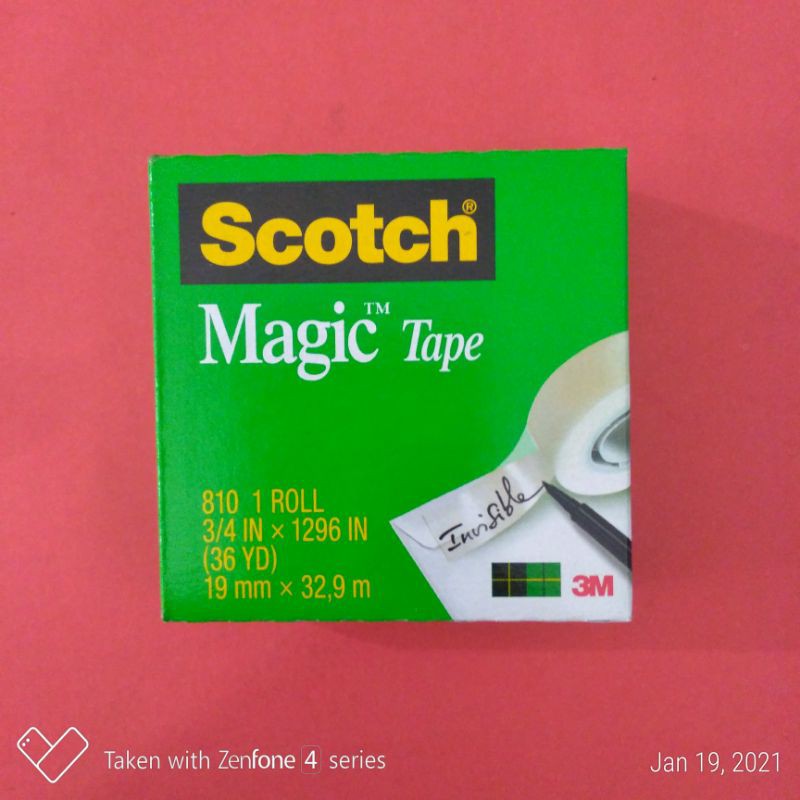 Scotch®
Magic™ Tape
810 1 ROLL
3/4 IN × 1296 IN
(36 YD)
19 mm × 32,9 m
Invisible
3M
Taken with Zenfone 4 series
Jan 19, 2021